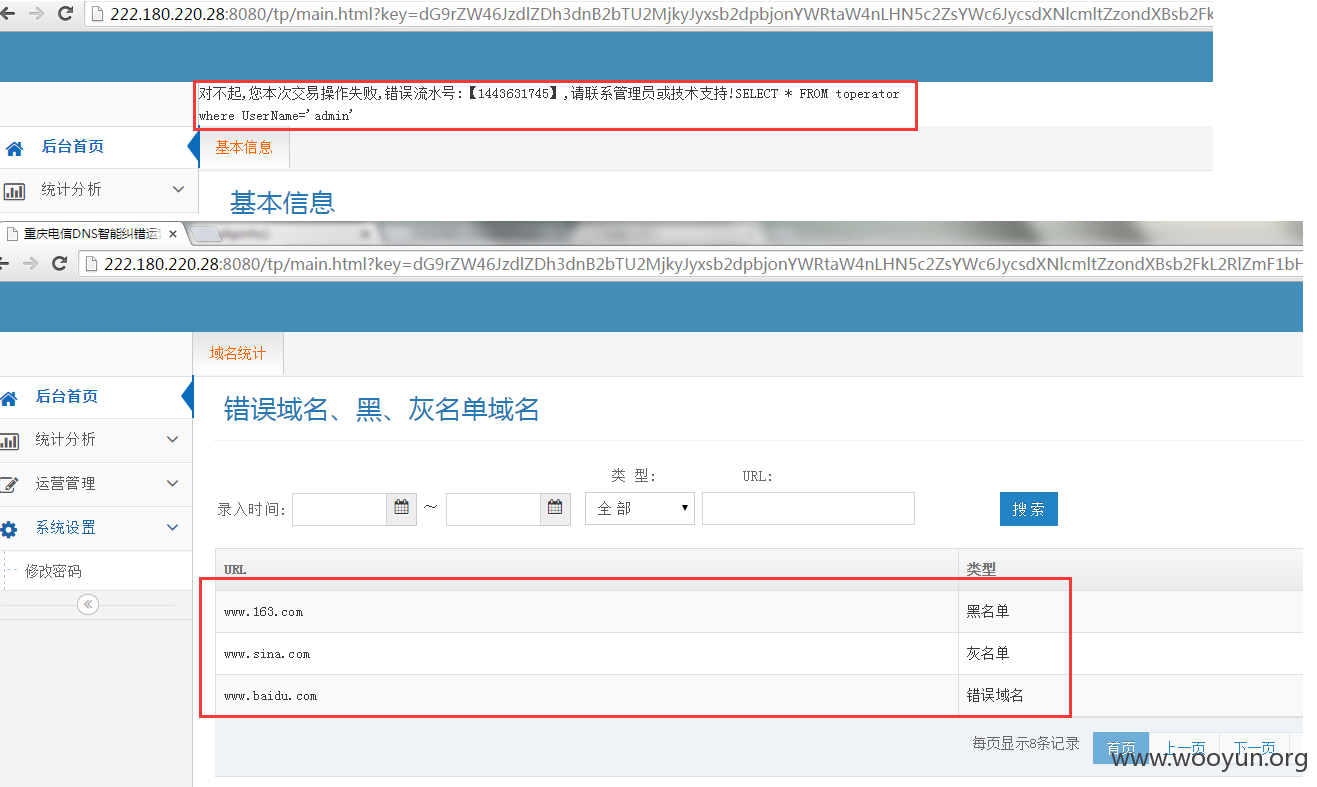 222.180.220.28:8080/tp/main.html?key=dG9rZW46JzdlZDh3dnB2bTU2MjkyJyxsb2dpbjonYWRtaW4nLHN5c2ZsYWc6JycsdXNlcmltZzondXBsb2Fk
对不起,您本次交易操作失败,错误流水号:【1443631745】,请联系管理员或技术支持!SELECT * FROM toperator
where UserName='admin'
后台首页
基本信息
统计分析
基本信息
重庆电信DNS智能纠错运
222.180.220.28:8080/tp/main.html?key=dG9rZW46JzdlZDh3dnB2bTU2MjkyJyxsb2dpbjonYWRtaW4nLHN5c2ZsYWc6JycsdXNlcmltZzondXBsb2FkL2RlZmF1bH
域名统计
后台首页
错误域名、黑、灰名单域名
统计分析
运营管理
系统设置
修改密码
类 型:
URL:
录入时间:
~
全 部
搜 索
URL 类型
www.163.com 黑名单
www.sina.com 灰名单
www.baidu.com 错误域名
每页显示8条记录 首页 上一页 下一页
www.wooyun.org